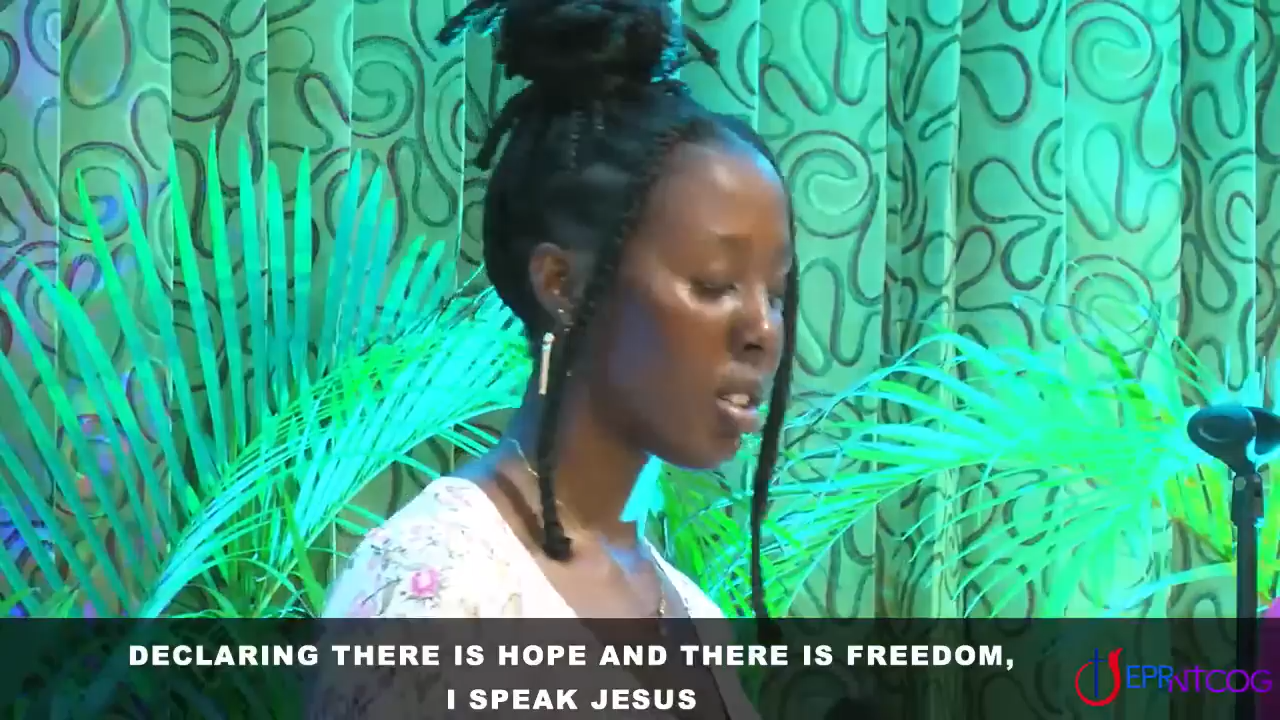 DECLARING THERE IS HOPE AND THERE IS FREEDOM,
I SPEAK JESUS
EPRNTCOG